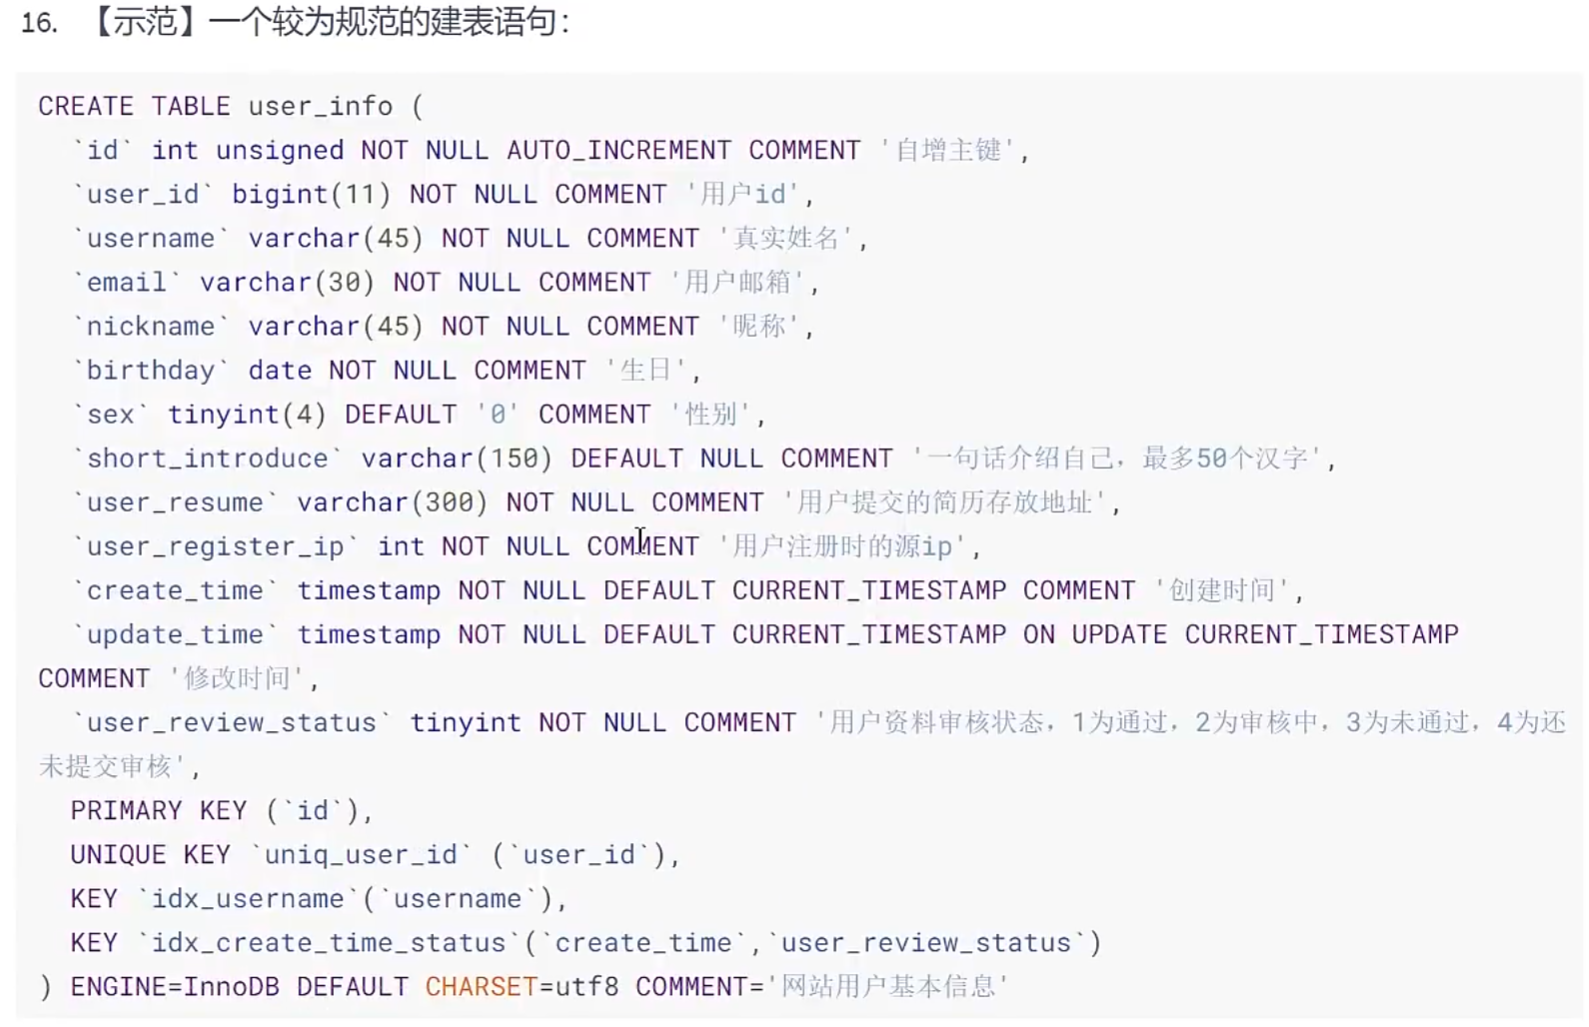 16. 【示范】一个较为规范的建表语句：
CREATE TABLE user_info (
`id` int unsigned NOT NULL AUTO_INCREMENT COMMENT '自增主键',
`user_id` bigint(11) NOT NULL COMMENT '用户id',
`username` varchar(45) NOT NULL COMMENT '真实姓名',
`email` varchar(30) NOT NULL COMMENT '用户邮箱',
`nickname` varchar(45) NOT NULL COMMENT '昵称',
`birthday` date NOT NULL COMMENT '生日',
`sex` tinyint(4) DEFAULT '0' COMMENT '性别',
`short_introduce` varchar(150) DEFAULT NULL COMMENT '一句话介绍自己，最多50个汉字',
`user_resume` varchar(300) NOT NULL COMMENT '用户提交的简历存放地址',
`user_register_ip` int NOT NULL COMMENT '用户注册时的源ip',
`create_time` timestamp NOT NULL DEFAULT CURRENT_TIMESTAMP COMMENT '创建时间',
`update_time` timestamp NOT NULL DEFAULT CURRENT_TIMESTAMP ON UPDATE CURRENT_TIMESTAMP
COMMENT '修改时间',
`user_review_status` tinyint NOT NULL COMMENT '用户资料审核状态，1为通过，2为审核中，3为未通过，4为还
未提交审核',
PRIMARY KEY (`id`),
UNIQUE KEY `uniq_user_id` (`user_id`),
KEY `idx_username`(`username`),
KEY `idx_create_time_status`(`create_time`,`user_review_status`)
) ENGINE=InnoDB DEFAULT CHARSET=utf8 COMMENT='网站用户基本信息'